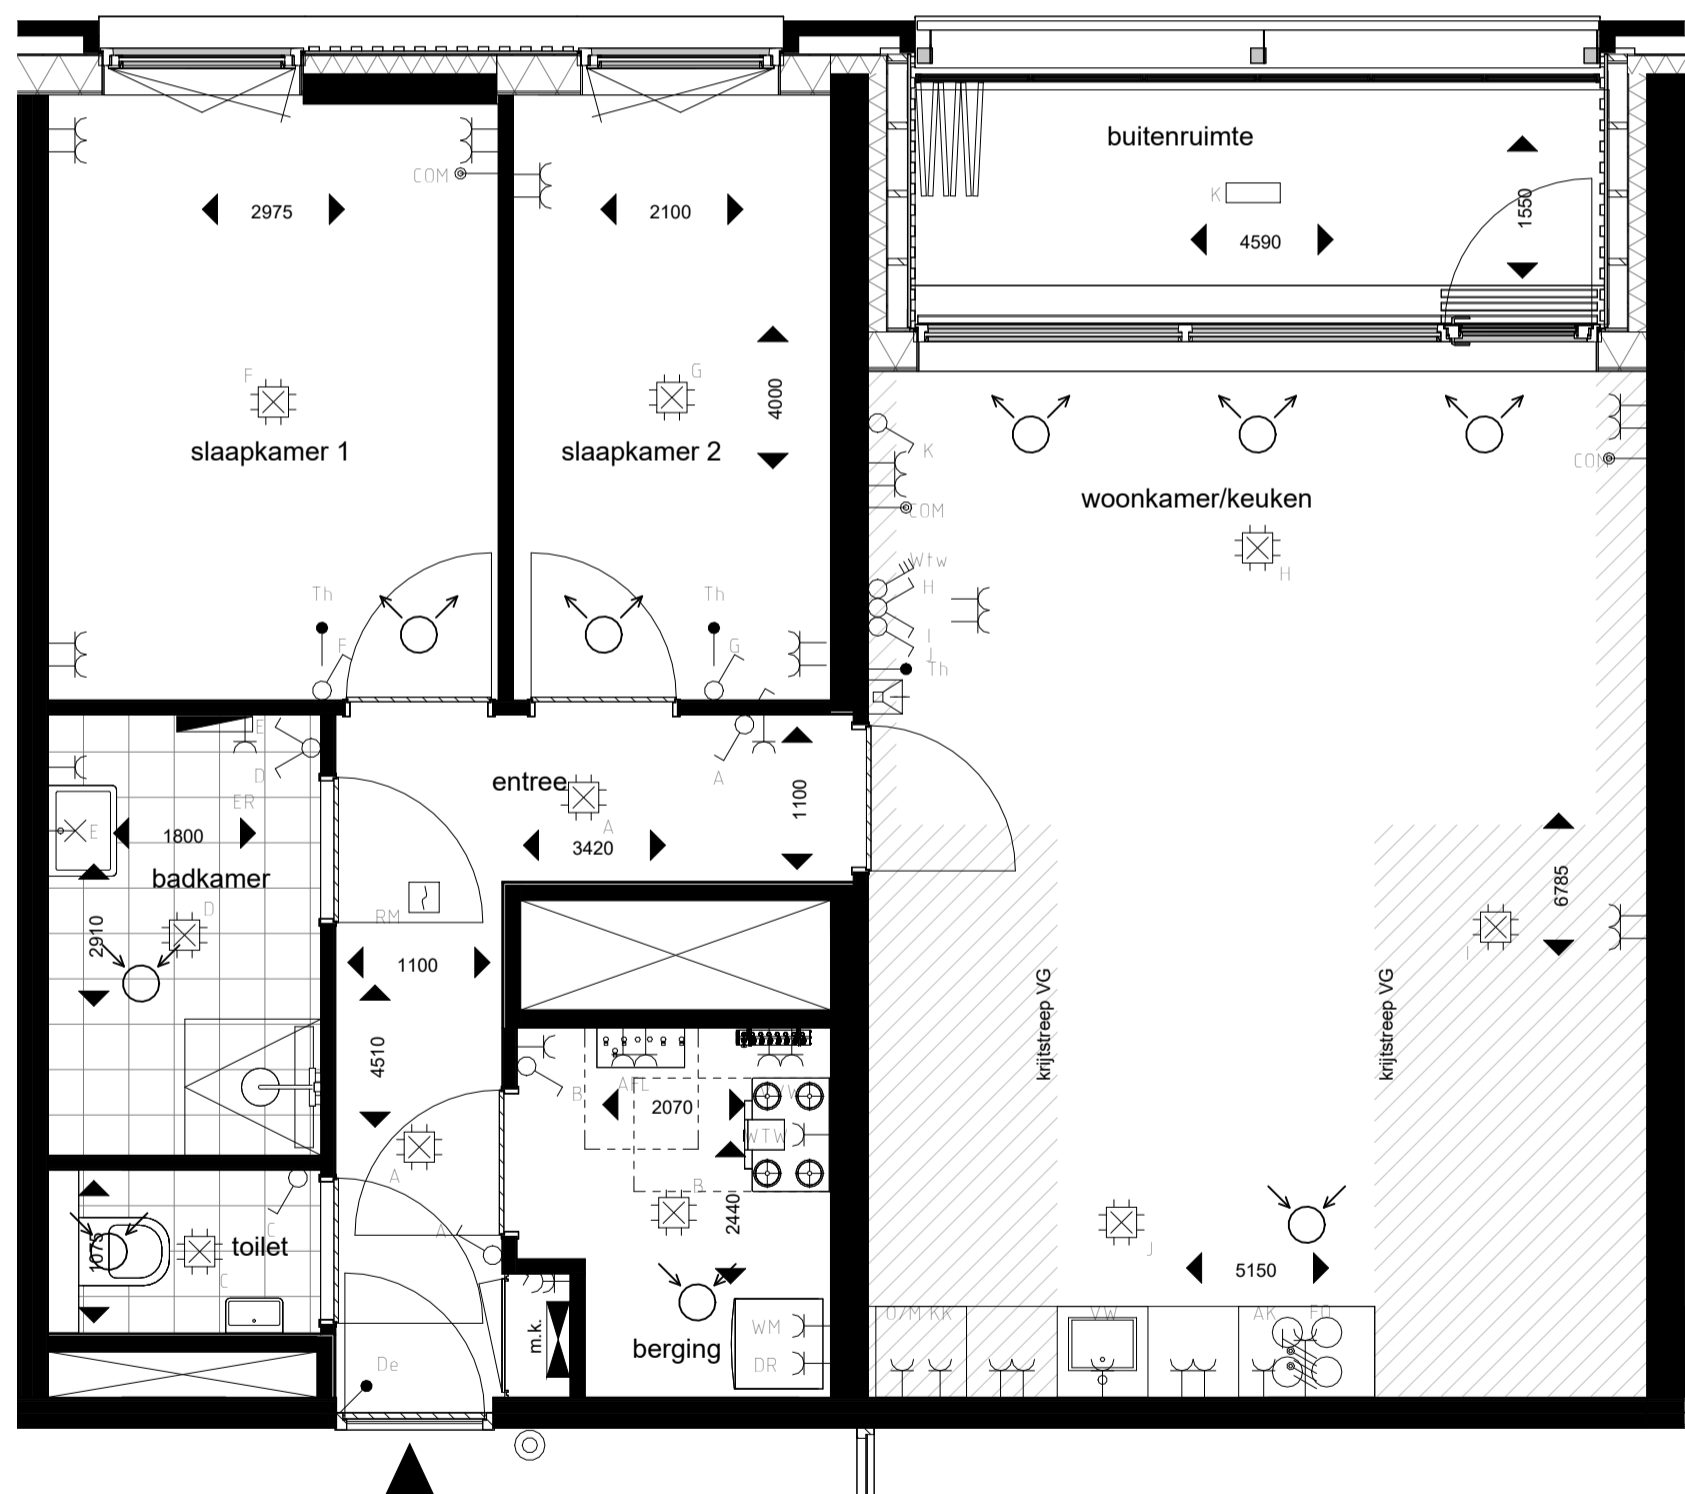 buitenruimte
K
1550
4590
COM
2975
2100
F
G
4000
slaapkamer 1
slaapkamer 2
K
COM
COM
woonkamer/keuken
Wtw
H
H
I
J
Th
Th
Th
F
G
E
D
ER
A
entree
A
1100
3420
E
1800
badkamer
D
2910
RM
1100
4510
6785
I
krijtstreep VG
krijtstreep VG
AFL
B
2070
WTW
A
B
2440
C
A
toilet
1075
C
J
5150
De
m.k.
berging
WM
DR
O/M KK
VW
AK
FO